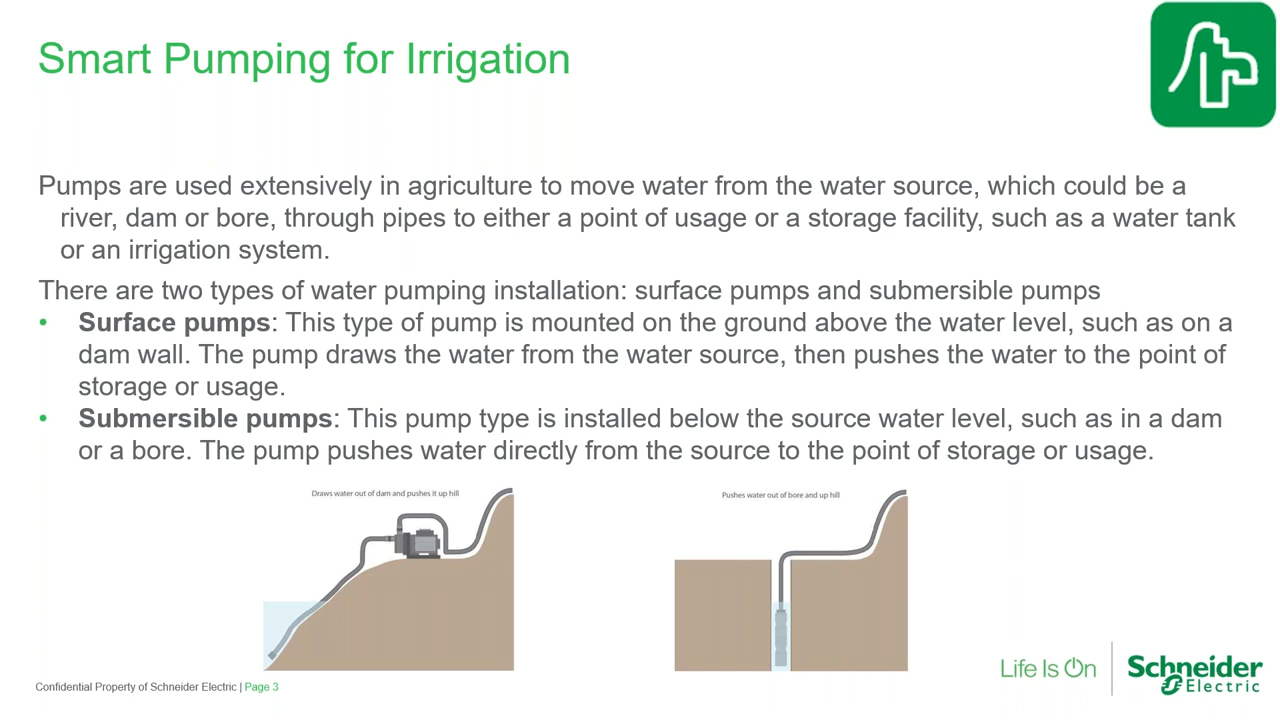 Smart Pumping for Irrigation
Pumps are used extensively in agriculture to move water from the water source, which could be a
river, dam or bore, through pipes to either a point of usage or a storage facility, such as a water tank
or an irrigation system.
There are two types of water pumping installation: surface pumps and submersible pumps
• Surface pumps: This type of pump is mounted on the ground above the water level, such as on a
dam wall. The pump draws the water from the water source, then pushes the water to the point of
storage or usage.
• Submersible pumps: This pump type is installed below the source water level, such as in a dam
or a bore. The pump pushes water directly from the source to the point of storage or usage.
Draws water out of dam and pushes it up hill
Pushes water out of bore and up hill
Confidential Property of Schneider Electric | Page 3
Life Is On
Schneider
Electric